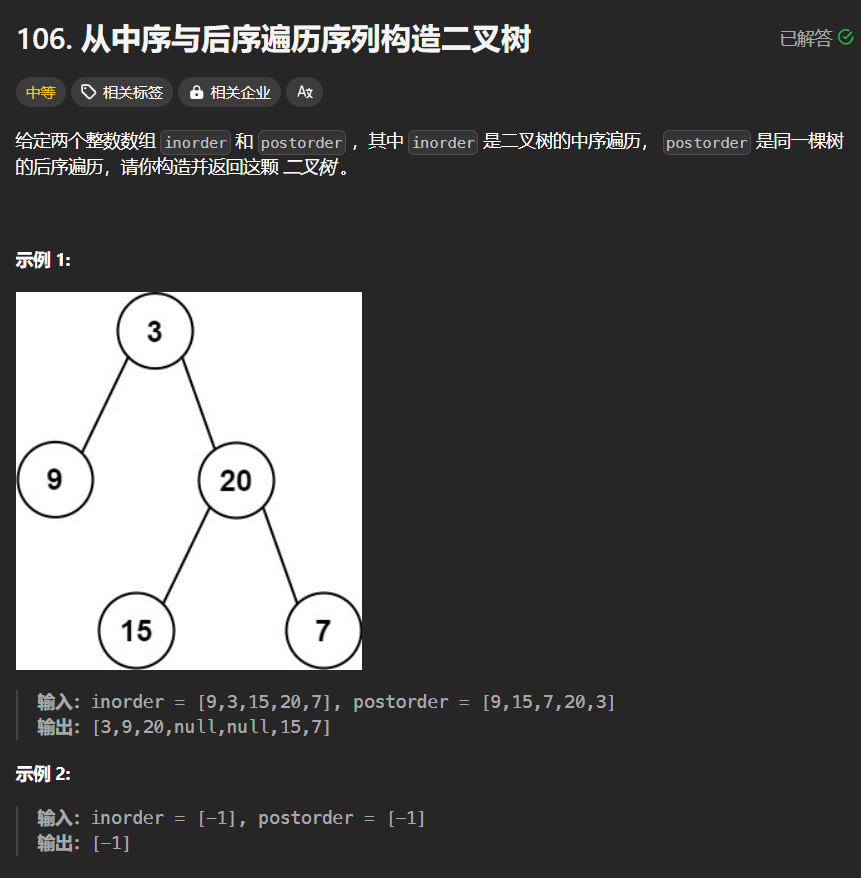 106. 从中序与后序遍历序列构造二叉树
已解答
中等 相关标签 相关企业
给定两个整数数组 inorder 和 postorder ，其中 inorder 是二叉树的中序遍历， postorder 是同一棵树
的后序遍历，请你构造并返回这颗 二叉树 。
示例 1:
3
9
20
15
7
输入：inorder = [9,3,15,20,7], postorder = [9,15,7,20,3]
输出：[3,9,20,null,null,15,7]
示例 2:
输入：inorder = [-1], postorder = [-1]
输出：[-1]